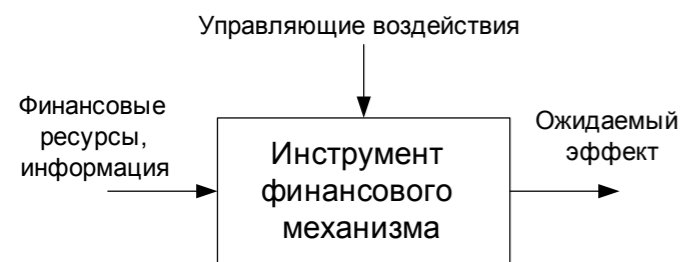 Управляющие воздействия
Финансовые
ресурсы,
информация
Инструмент
финансового
механизма
Ожидаемый
эффект